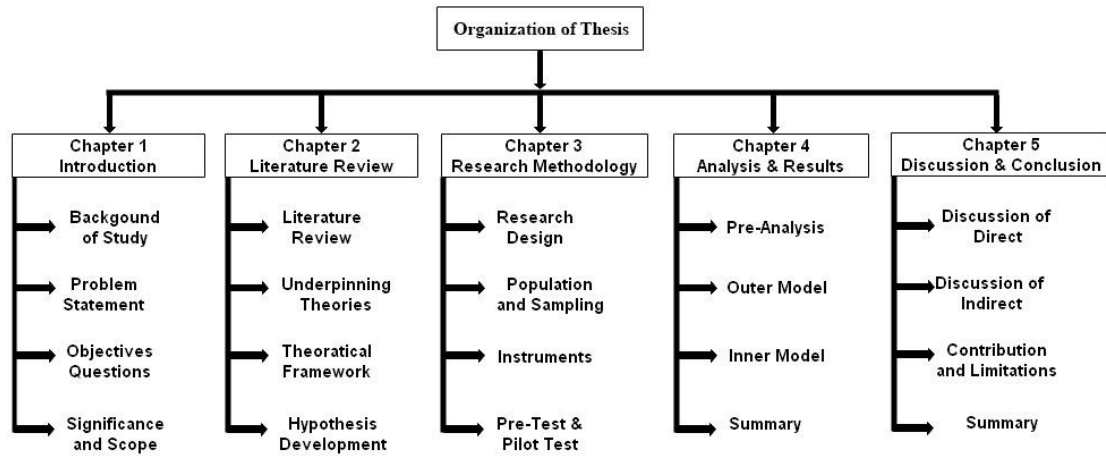 Organization of Thesis
Chapter 1
Introduction
Backgound
of Study
Problem
Statement
Objectives
Questions
Significance
and Scope
Chapter 2
Literature Review
Literature
Review
Underpinning
Theories
Theoratical
Framework
Hypothesis
Development
Chapter 3
Research Methodology
Research
Design
Population
and Sampling
Instruments
Pre-Test &
Pilot Test
Chapter 4
Analysis & Results
Pre-Analysis
Outer Model
Inner Model
Summary
Chapter 5
Discussion & Conclusion
Discussion of
Direct
Discussion of
Indirect
Contribution
and Limitations
Summary